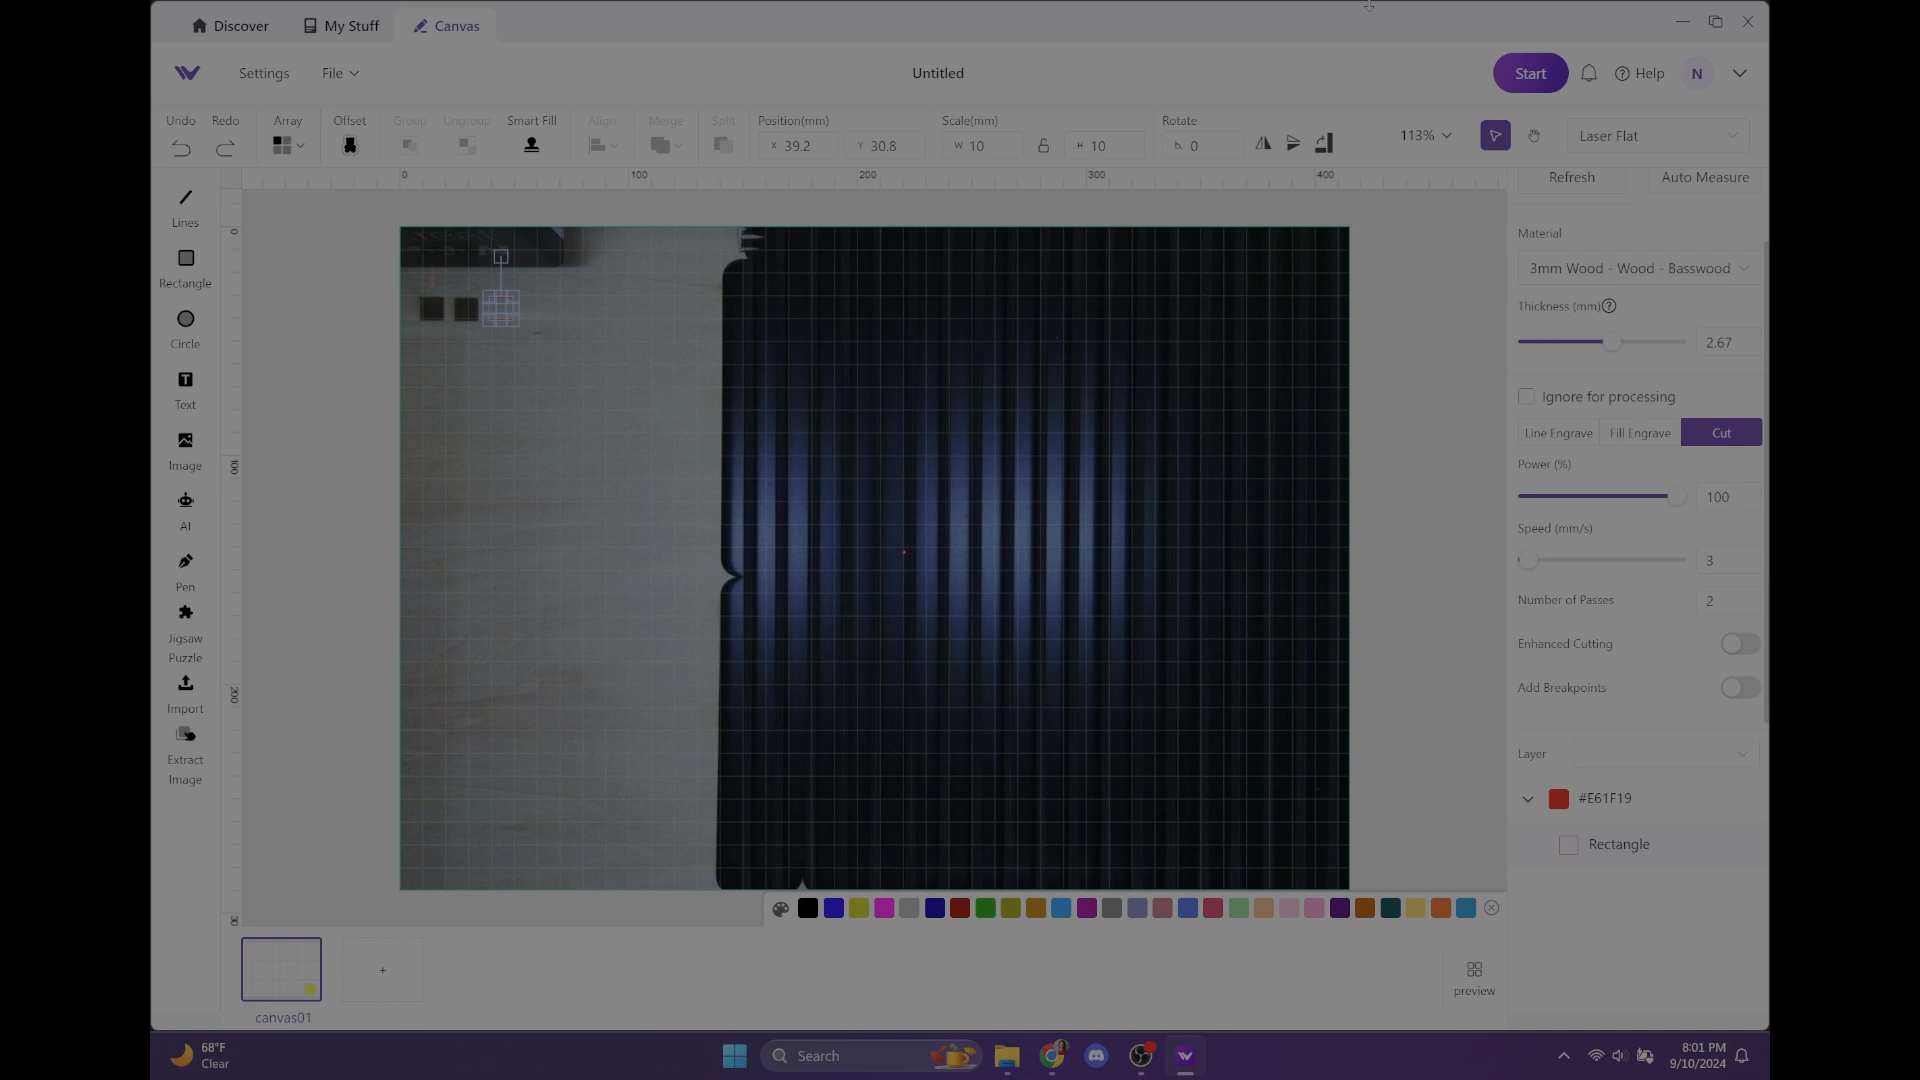 Discover
My Stuff
Canvas
Settings
File
Untitled
Start
Help
N
Undo
Redo
Array
Offset
Group
Ungroup
Smart Fill
Align
Merge
Split
Position(mm)
X 39.2
Y 30.8
Scale(mm)
W 10
H 10
Rotate
0
113%
Laser Flat
Lines
Rectangle
Circle
Text
Image
AI
Pen
Jigsaw
Puzzle
Import
Extract
Image
0
100
200
300
400
0
100
200
30
Refresh
Auto Measure
Material
3mm Wood - Wood - Basswood
Thickness (mm)
2.67
Ignore for processing
Line Engrave
Fill Engrave
Cut
Power (%)
100
Speed (mm/s)
3
Number of Passes
2
Enhanced Cutting
Add Breakpoints
Layer
#E61F19
Rectangle
+
canvas01
preview
68°F
Clear
Search
8:01 PM
9/10/2024